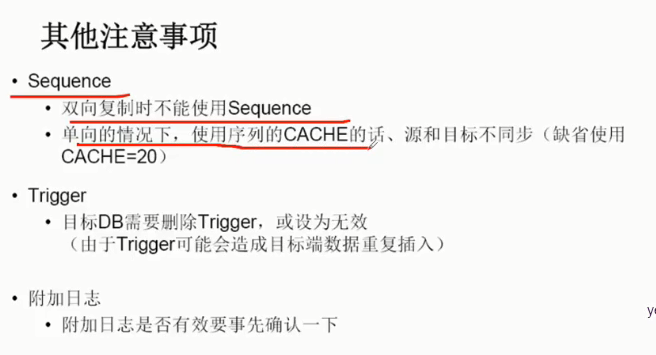 其他注意事项
• Sequence
• 双向复制时不能使用Sequence
• 单向的情况下，使用序列的CACHE的话、源和目标不同步（缺省使用
CACHE=20）
• Trigger
• 目标DB需要删除Trigger，或设为无效
（由于Trigger可能会造成目标端数据重复插入）
• 附加日志
• 附加日志是否有效要事先确认一下